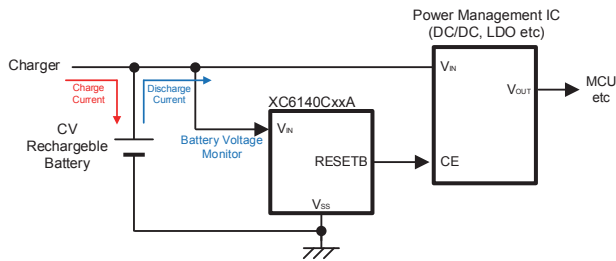 Power Management IC
(DC/DC, LDO etc)
Charger
Charge
Current
Discharge
Current
VIN
VOUT
MCU
etc
XC6140CxxA
VIN
Battery Voltage
Monitor
CV
Rechargeble
Battery
RESETB
CE
VSS